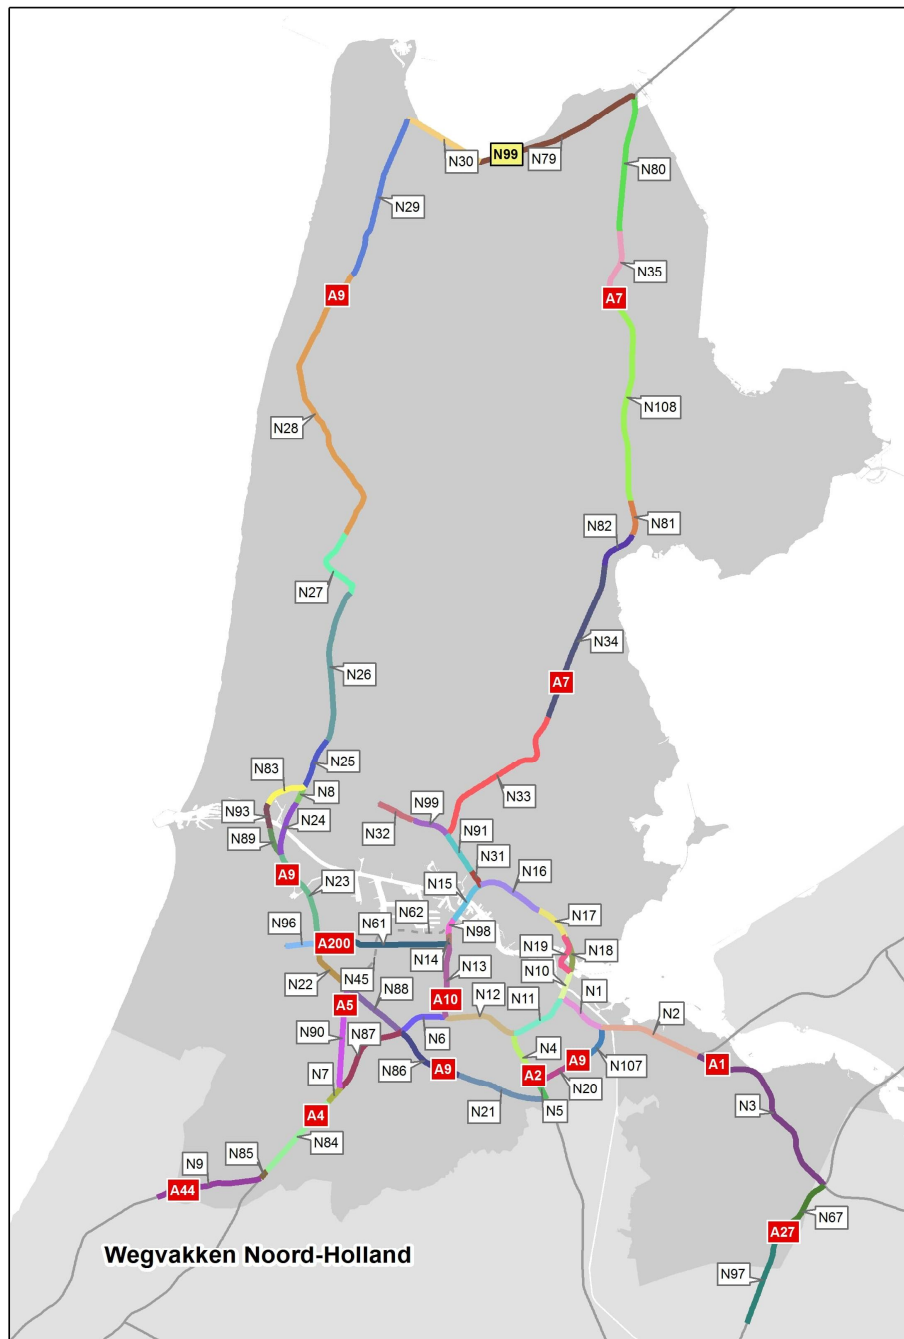 N99
N30
N79
N80
N29
N35
A9
A7
N108
N28
N82
N81
N27
N34
N26
A7
N25
N83
N8
N33
N93
N24
N99
N32
N91
N89
N31
A9
N16
N15
N23
N62
N17
N61
N98
N96
A200
N19
N18
N14
N10
N22
N45
N88
N13
N1
A5
A10
N12
N11
N2
N90
N87
N6
N4
A9
A1
N7
N86
A9
A2
N20
N107
N3
N21
N5
A4
N84
N85
N9
A44
N67
A27
Wegvakken Noord-Holland
N97